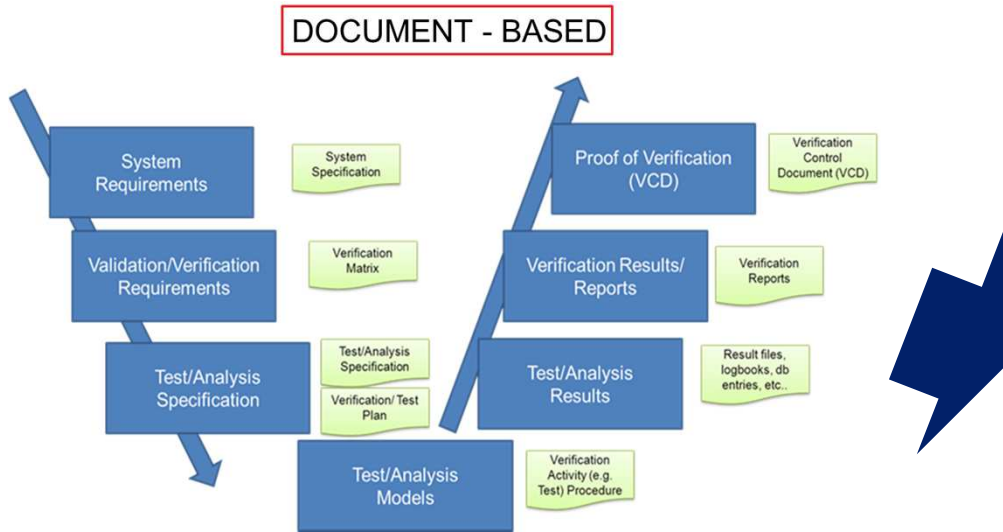 DOCUMENT - BASED
System
Requirements
System
Specification
Validation/Verification
Requirements
Verification
Matrix
Test/Analysis
Specification
Test/Analysis
Specification
Verification/ Test
Plan
Test/Analysis
Models
Verification
Activity (e.g.
Test) Procedure
Test/Analysis
Results
Result files,
logbooks, db
entries, etc..
Verification Results/
Reports
Verification
Reports
Proof of Verification
(VCD)
Verification
Control
Document (VCD)